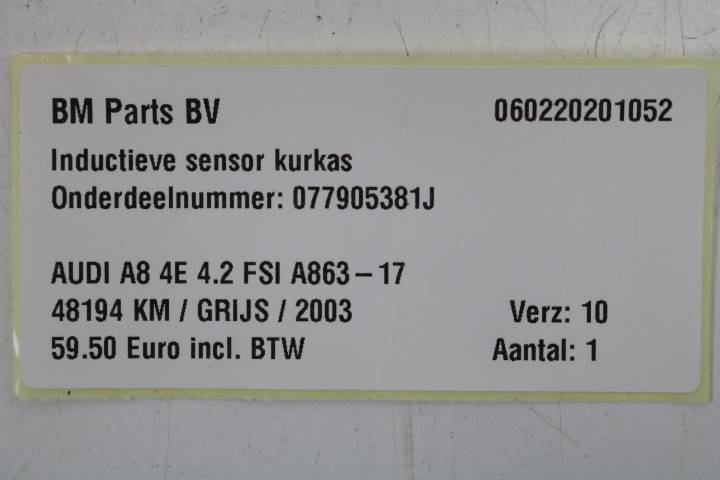 BM Parts BV 060220201052
Inductieve sensor kurkas
Onderdeelnummer: 077905381J
AUDI A8 4E 4.2 FSI A863-17
48194 KM / GRIJS / 2003 Verz: 10
59.50 Euro incl. BTW Aantal: 1